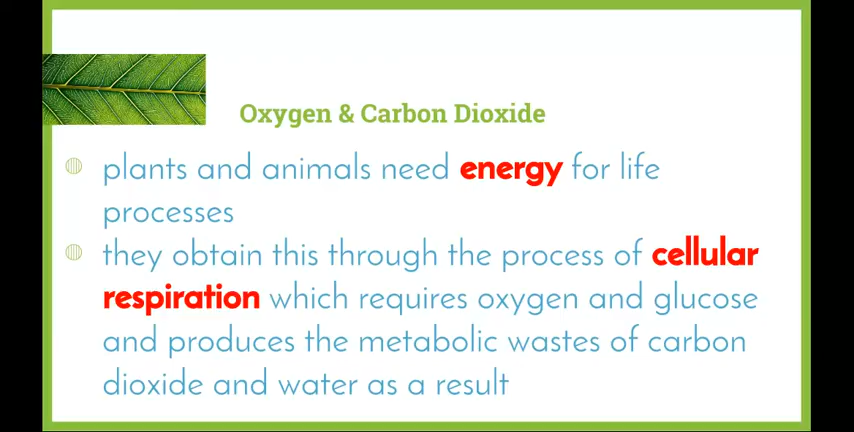 Oxygen & Carbon Dioxide
plants and animals need energy for life
processes
they obtain this through the process of cellular
respiration which requires oxygen and glucose
and produces the metabolic wastes of carbon
dioxide and water as a result